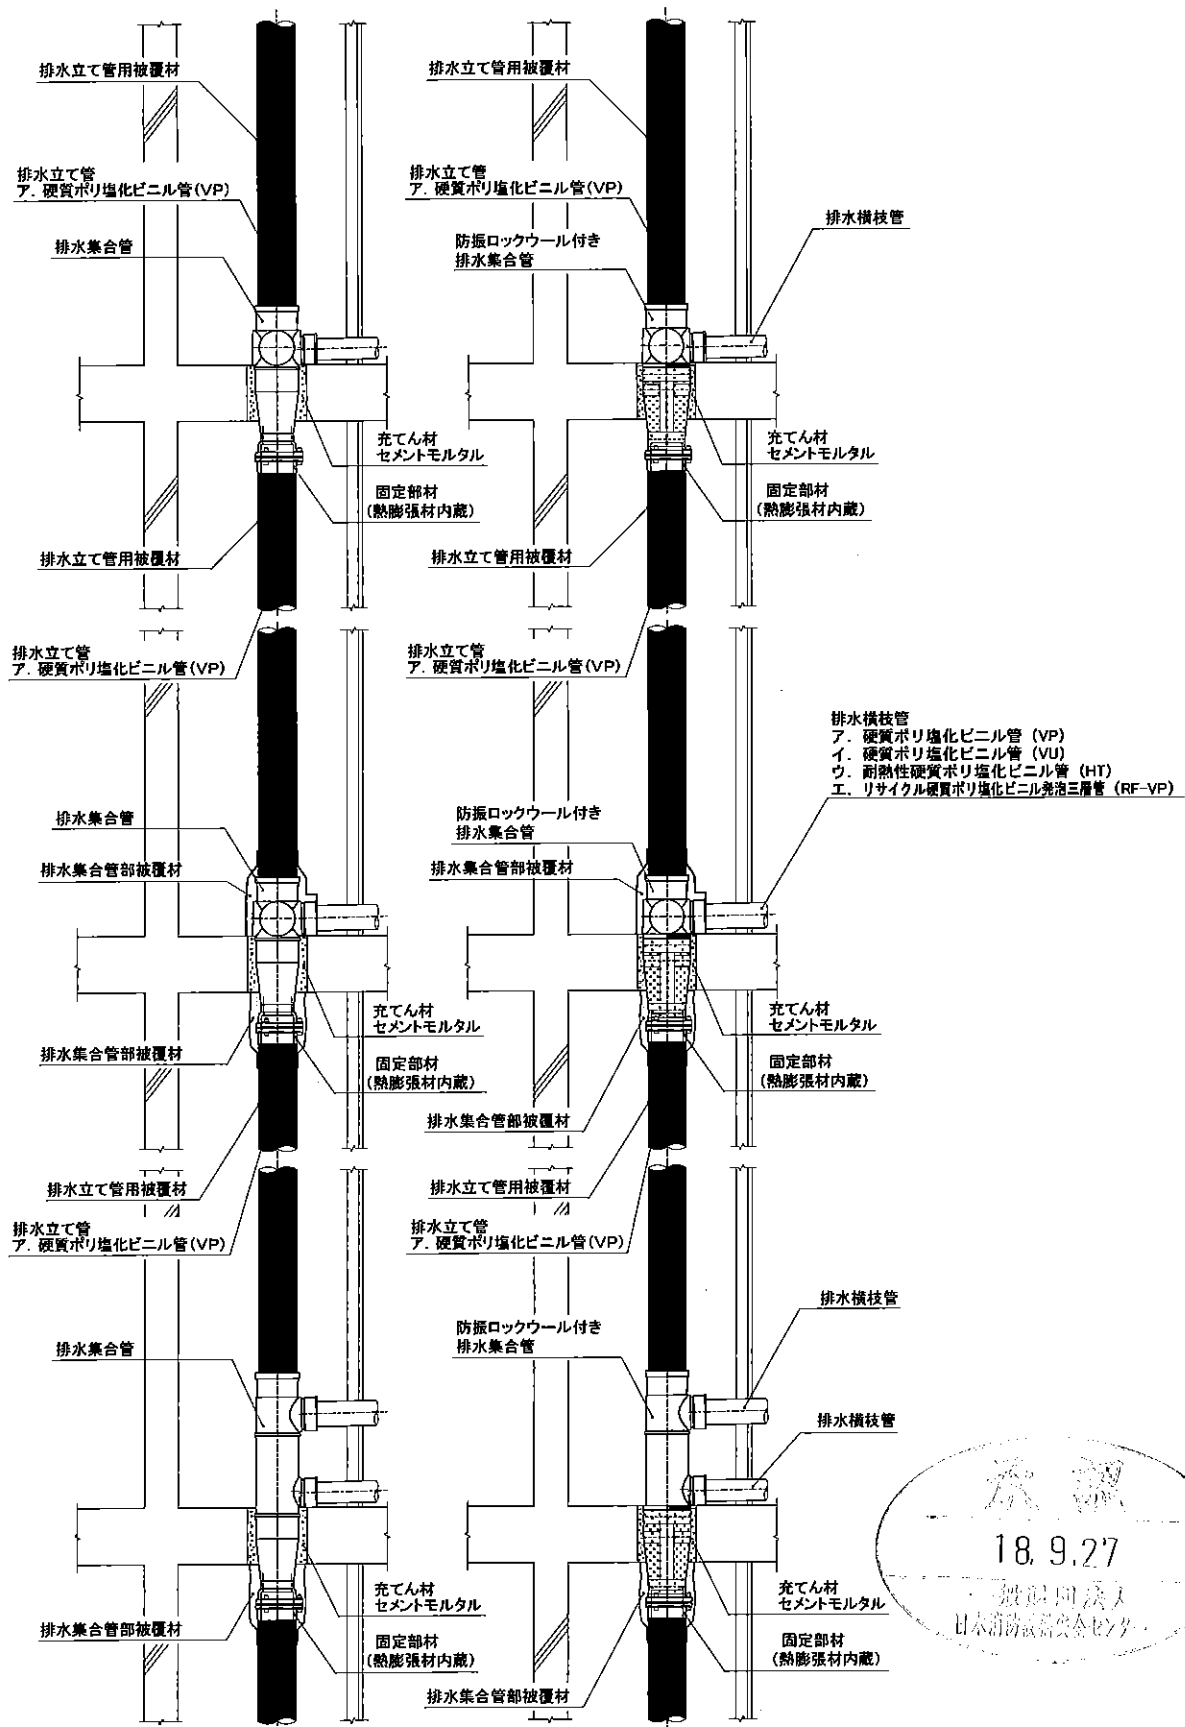 排水立て管用被覆材
排水立て管
ア. 硬質ポリ塩化ビニル管(VP)
排水集合管
充てん材
セメントモルタル
固定部材
(熱膨張材内蔵)
排水立て管用被覆材
排水立て管
ア. 硬質ポリ塩化ビニル管(VP)
排水集合管
排水集合管部被覆材
充てん材
セメントモルタル
排水集合管部被覆材
固定部材
(熱膨張材内蔵)
排水立て管用被覆材
排水立て管
ア. 硬質ポリ塩化ビニル管(VP)
排水集合管
充てん材
セメントモルタル
排水集合管部被覆材
固定部材
(熱膨張材内蔵)
排水立て管用被覆材
排水立て管
ア. 硬質ポリ塩化ビニル管(VP)
排水横枝管
防振ロックウール付き
排水集合管
充てん材
セメントモルタル
固定部材
(熱膨張材内蔵)
排水立て管用被覆材
排水立て管
ア. 硬質ポリ塩化ビニル管(VP)
排水横枝管
ア. 硬質ポリ塩化ビニル管 (VP)
イ. 硬質ポリ塩化ビニル管 (VU)
ウ. 耐熱性硬質ポリ塩化ビニル管 (HT)
エ. リサイクル硬質ポリ塩化ビニル発泡三層管 (RF-VP)
防振ロックウール付き
排水集合管
排水集合管部被覆材
充てん材
セメントモルタル
固定部材
(熱膨張材内蔵)
排水集合管部被覆材
排水立て管用被覆材
排水立て管
ア. 硬質ポリ塩化ビニル管(VP)
排水横枝管
防振ロックウール付き
排水集合管
排水横枝管
充てん材
セメントモルタル
固定部材
(熱膨張材内蔵)
排水集合管部被覆材
18.9.27
日本消防設備安全センター